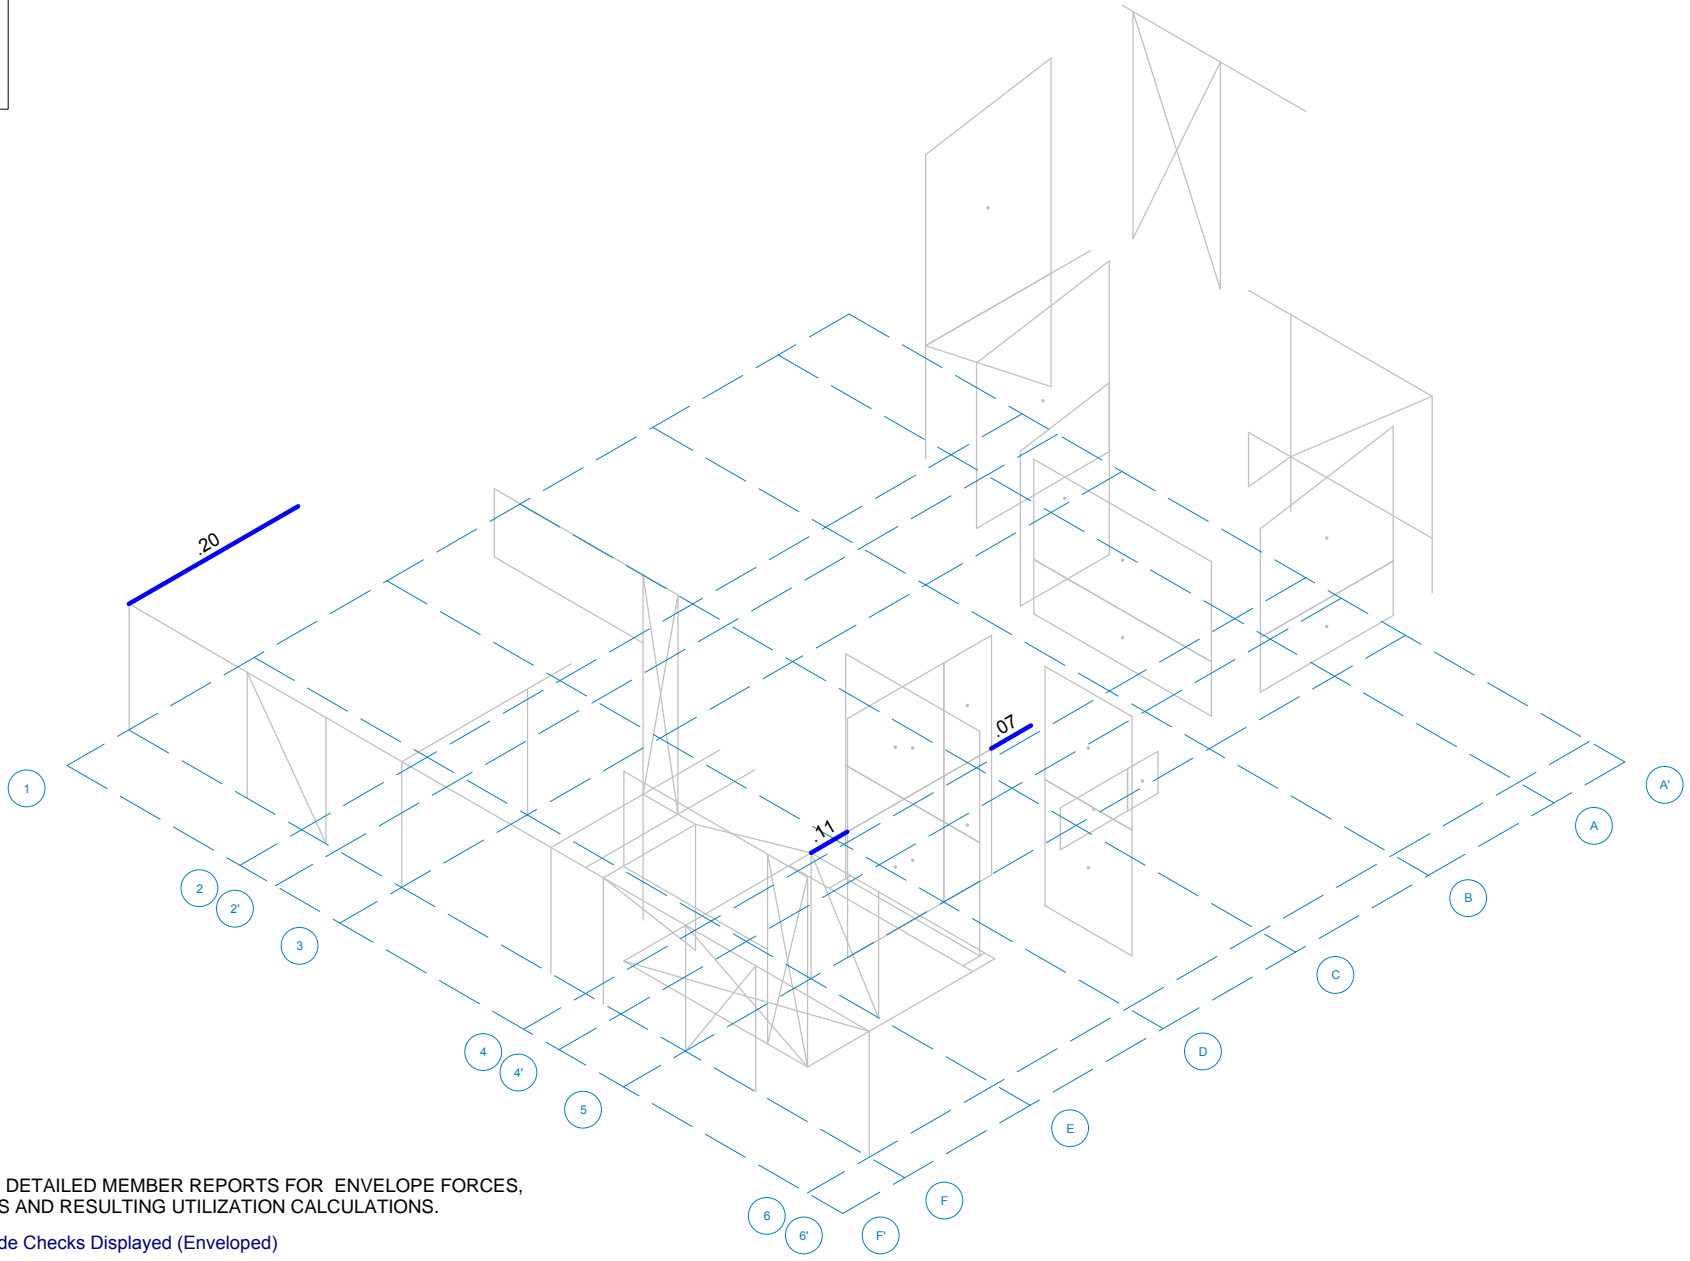 .20
.07
.11
1
A'
A
2
B
2'
3
C
4
D
4'
5
E
DETAILED MEMBER REPORTS FOR ENVELOPE FORCES,
S AND RESULTING UTILIZATION CALCULATIONS.
F
6
6'
F'
de Checks Displayed (Enveloped)